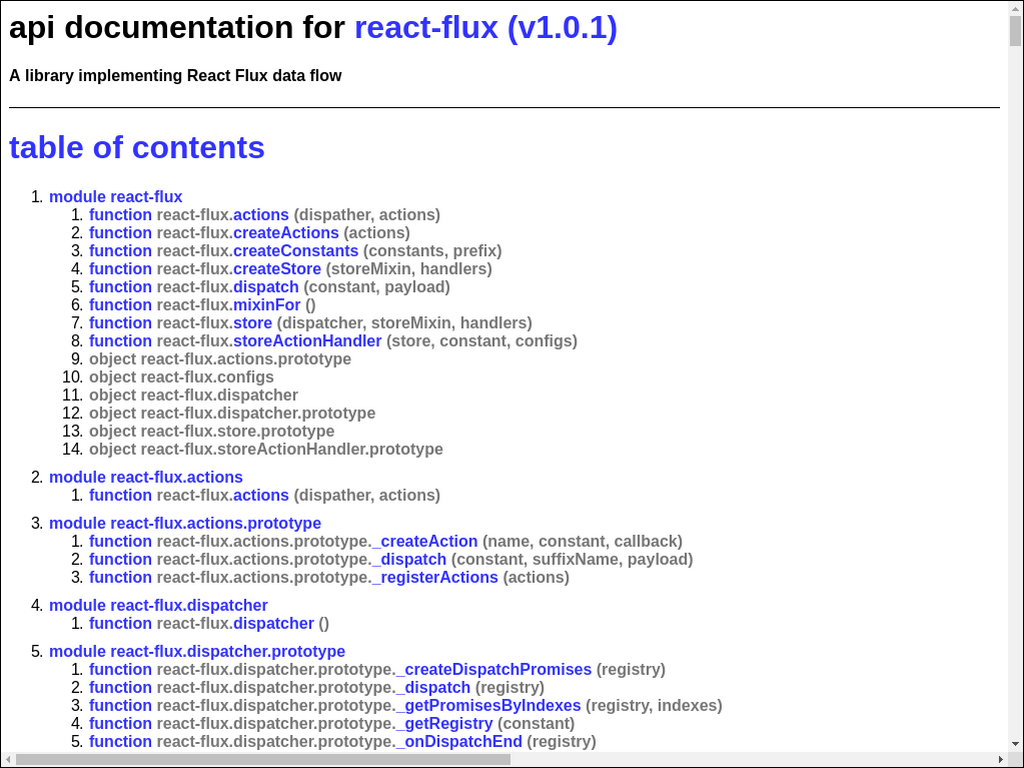 api documentation for react-flux (v1.0.1)
A library implementing React Flux data flow
table of contents
1. module react-flux
1. function react-flux.actions (dispather, actions)
2. function react-flux.createActions (actions)
3. function react-flux.createConstants (constants, prefix)
4. function react-flux.createStore (storeMixin, handlers)
5. function react-flux.dispatch (constant, payload)
6. function react-flux.mixinFor ()
7. function react-flux.store (dispatcher, storeMixin, handlers)
8. function react-flux.storeActionHandler (store, constant, configs)
9. object react-flux.actions.prototype
10. object react-flux.configs
11. object react-flux.dispatcher
12. object react-flux.dispatcher.prototype
13. object react-flux.store.prototype
14. object react-flux.storeActionHandler.prototype
2. module react-flux.actions
1. function react-flux.actions (dispather, actions)
3. module react-flux.actions.prototype
1. function react-flux.actions.prototype._createAction (name, constant, callback)
2. function react-flux.actions.prototype._dispatch (constant, suffixName, payload)
3. function react-flux.actions.prototype._registerActions (actions)
4. module react-flux.dispatcher
1. function react-flux.dispatcher ()
5. module react-flux.dispatcher.prototype
1. function react-flux.dispatcher.prototype._createDispatchPromises (registry)
2. function react-flux.dispatcher.prototype._dispatch (registry)
3. function react-flux.dispatcher.prototype._getPromisesByIndexes (registry, indexes)
4. function react-flux.dispatcher.prototype._getRegistry (constant)
5. function react-flux.dispatcher.prototype._onDispatchEnd (registry)